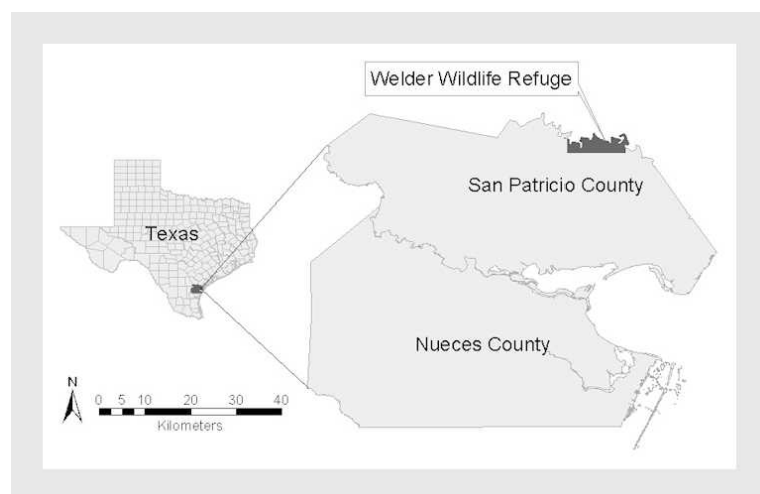 Welder Wildlife Refuge
San Patricio County
Texas
Nueces County
N
0 5 10 20 30 40
Kilometers